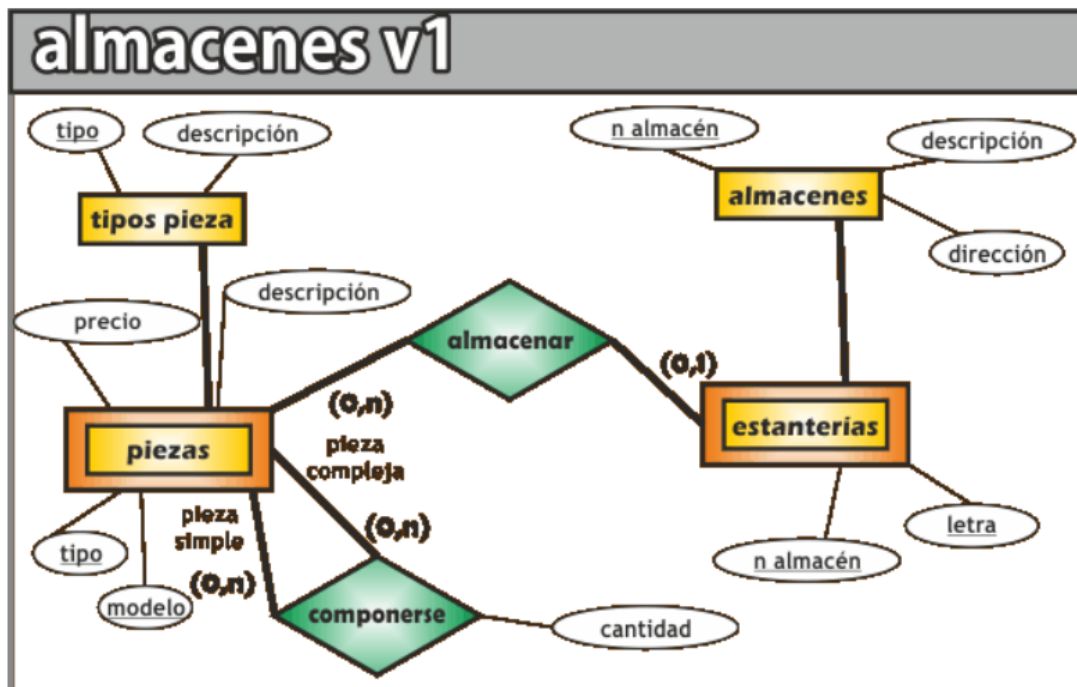 almacenes v1
tipo
descripción
n almacén
descripción
tipos pieza
almacenes
dirección
precio
descripción
almacenar
(0,n)
(0,1)
piezas
pieza
compleja
estanterías
pieza
simple
(0,n)
tipo
modelo
(0,n)
n almacén
letra
componerse
cantidad